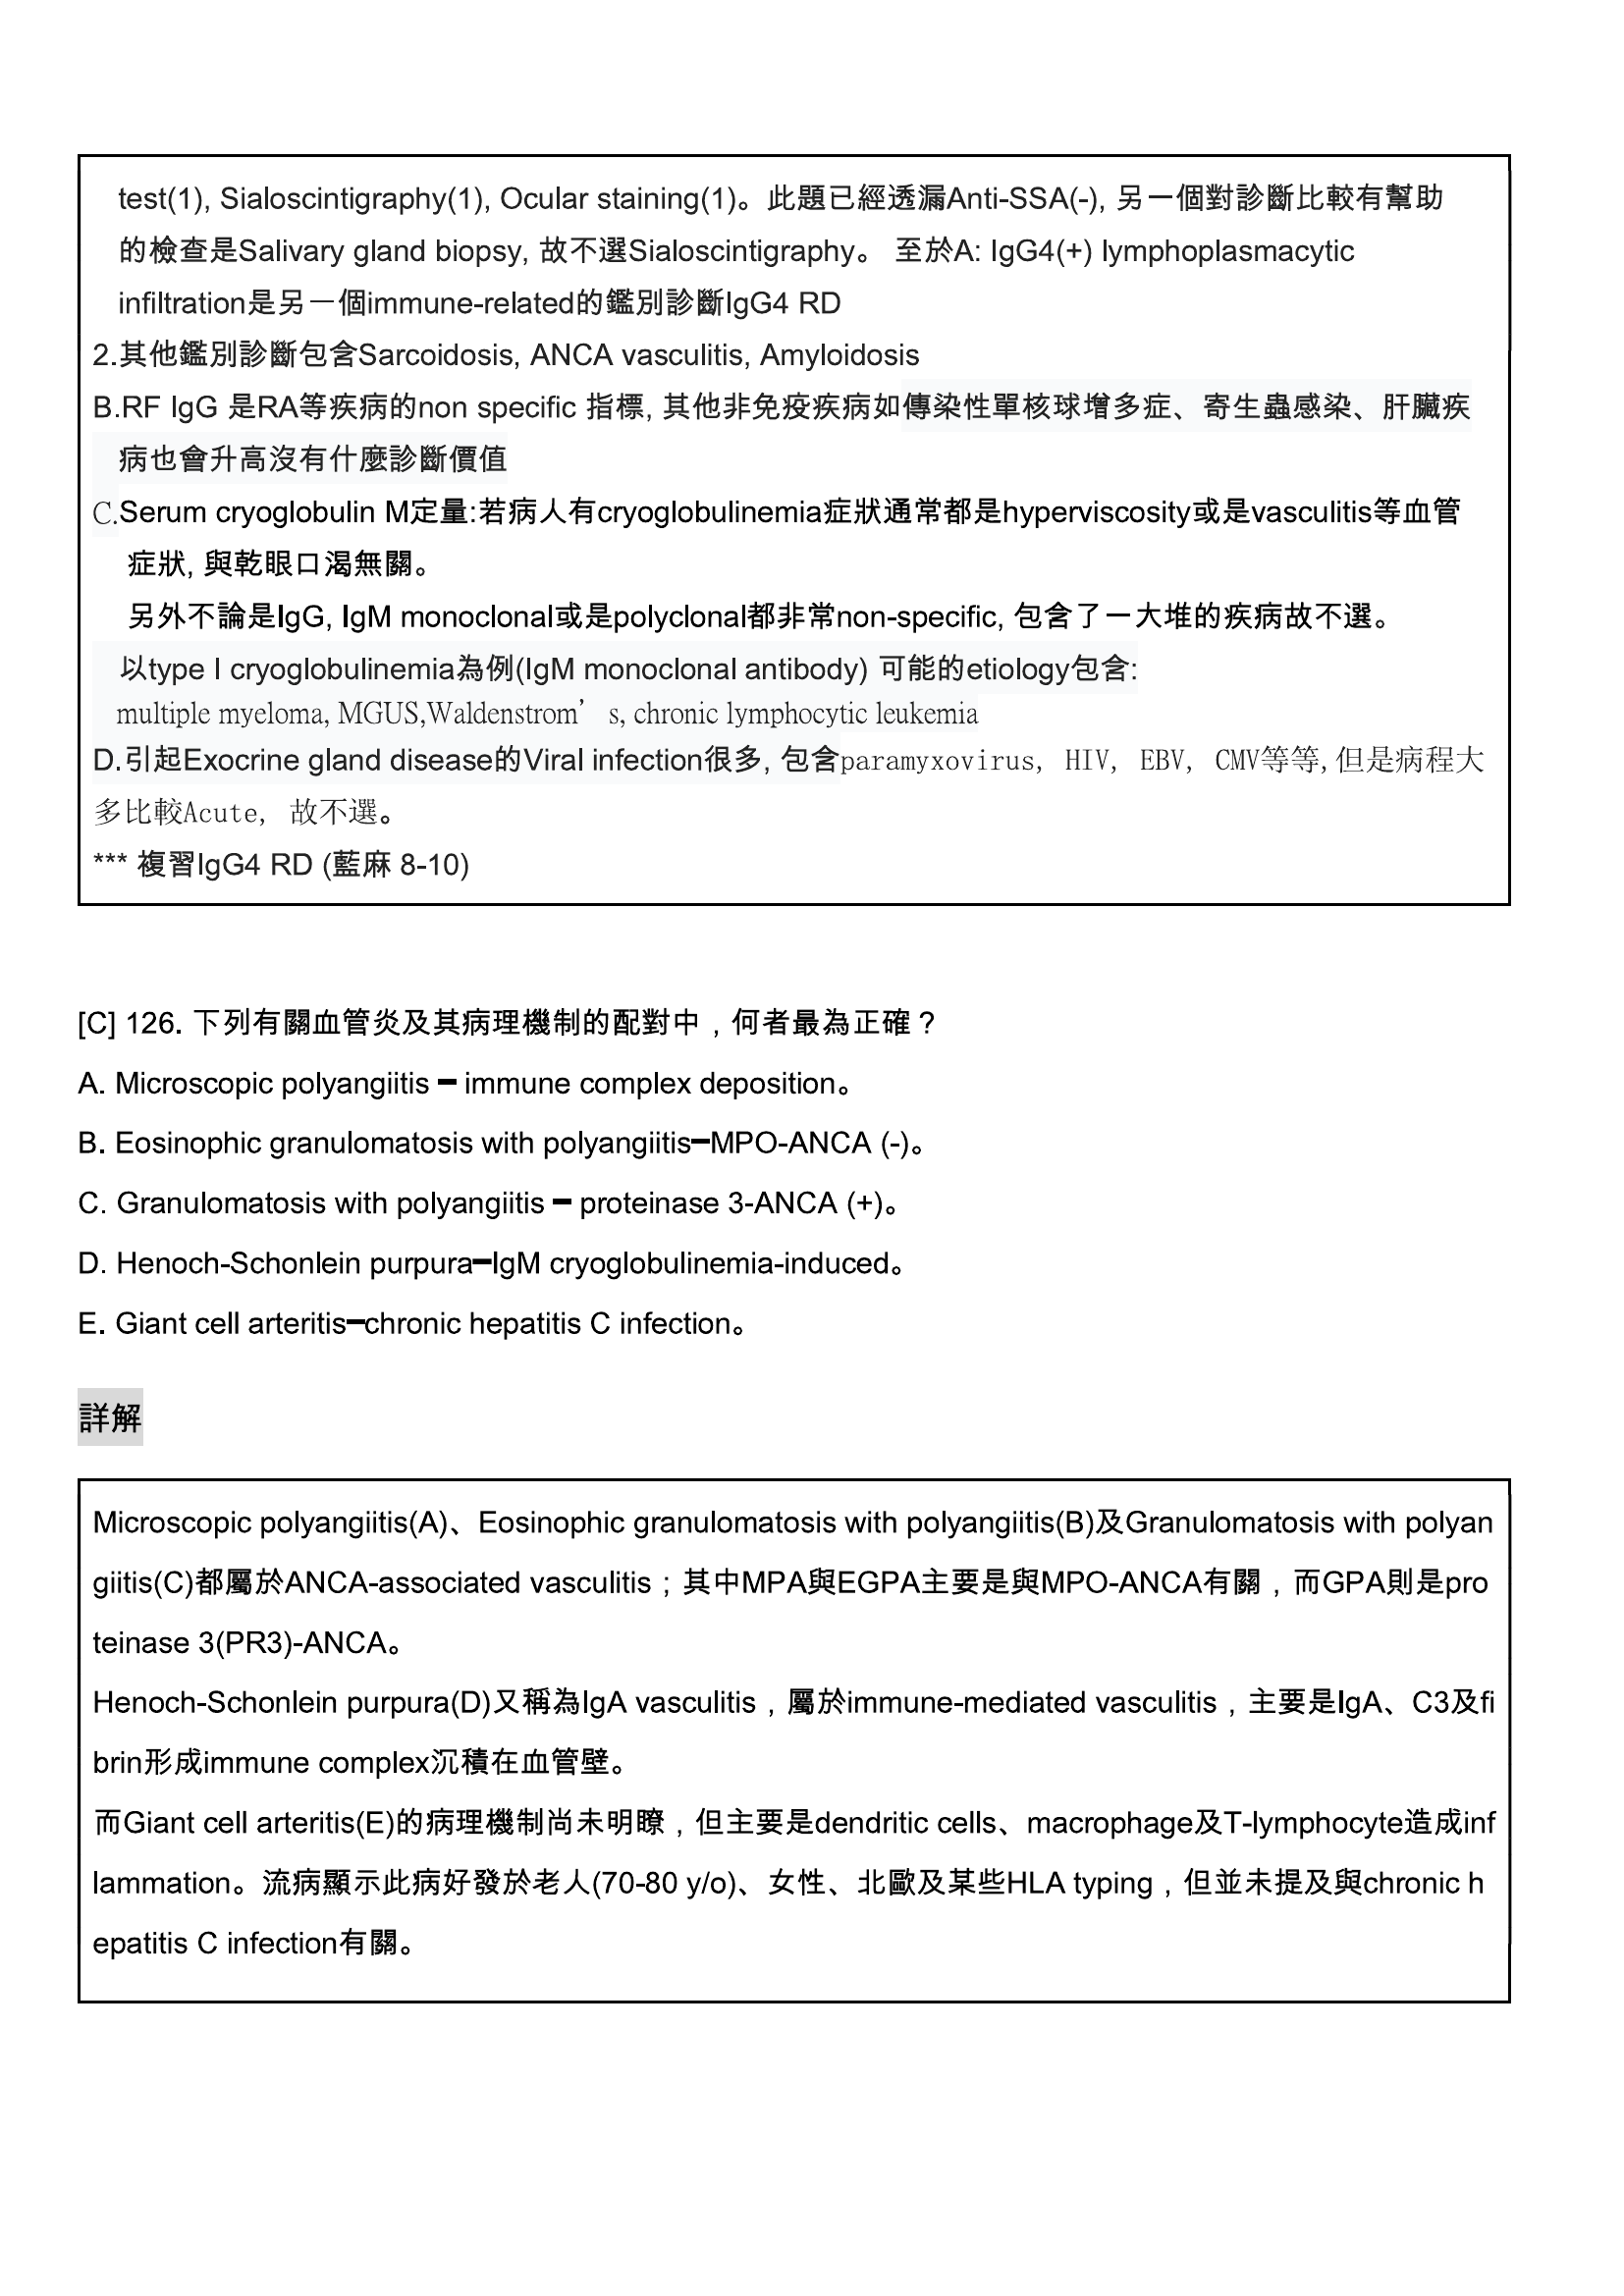 test(1), Sialoscintigraphy(1), Ocular staining(1)。此題已經透漏Anti-SSA(-), 另一個對診斷比較有幫助
的檢查是Salivary gland biopsy, 故不選Sialoscintigraphy。 至於A: IgG4(+) lymphoplasmacytic
infiltration是另一個immune-related的鑑別診斷IgG4 RD
2.其他鑑別診斷包含Sarcoidosis, ANCA vasculitis, Amyloidosis
B.RF IgG 是RA等疾病的non specific 指標, 其他非免疫疾病如傳染性單核球增多症、寄生蟲感染、肝臟疾
病也會升高沒有什麼診斷價值
C.Serum cryoglobulin M定量:若病人有cryoglobulinemia症狀通常都是hyperviscosity或是vasculitis等血管
症狀, 與乾眼口渴無關。
另外不論是IgG, IgM monoclonal或是polyclonal都非常non-specific, 包含了一大堆的疾病故不選。
以type I cryoglobulinemia為例(IgM monoclonal antibody) 可能的etiology包含:
multiple myeloma, MGUS,Waldenstrom’s, chronic lymphocytic leukemia
D.引起Exocrine gland disease的Viral infection很多, 包含paramyxovirus, HIV, EBV, CMV等等,但是病程大
多比較Acute, 故不選。
*** 複習IgG4 RD (藍麻 8-10)
[C] 126. 下列有關血管炎及其病理機制的配對中，何者最為正確？
A. Microscopic polyangiitis ━ immune complex deposition。
B. Eosinophic granulomatosis with polyangiitis━MPO-ANCA (-)。
C. Granulomatosis with polyangiitis ━ proteinase 3-ANCA (+)。
D. Henoch-Schonlein purpura━IgM cryoglobulinemia-induced。
E. Giant cell arteritis━chronic hepatitis C infection。
詳解
Microscopic polyangiitis(A)、Eosinophic granulomatosis with polyangiitis(B)及Granulomatosis with polyan
giitis(C)都屬於ANCA-associated vasculitis；其中MPA與EGPA主要是與MPO-ANCA有關，而GPA則是pro
teinase 3(PR3)-ANCA。
Henoch-Schonlein purpura(D)又稱為IgA vasculitis，屬於immune-mediated vasculitis，主要是IgA、C3及fi
brin形成immune complex沉積在血管壁。
而Giant cell arteritis(E)的病理機制尚未明瞭，但主要是dendritic cells、macrophage及T-lymphocyte造成inf
lammation。流病顯示此病好發於老人(70-80 y/o)、女性、北歐及某些HLA typing，但並未提及與chronic h
epatitis C infection有關。